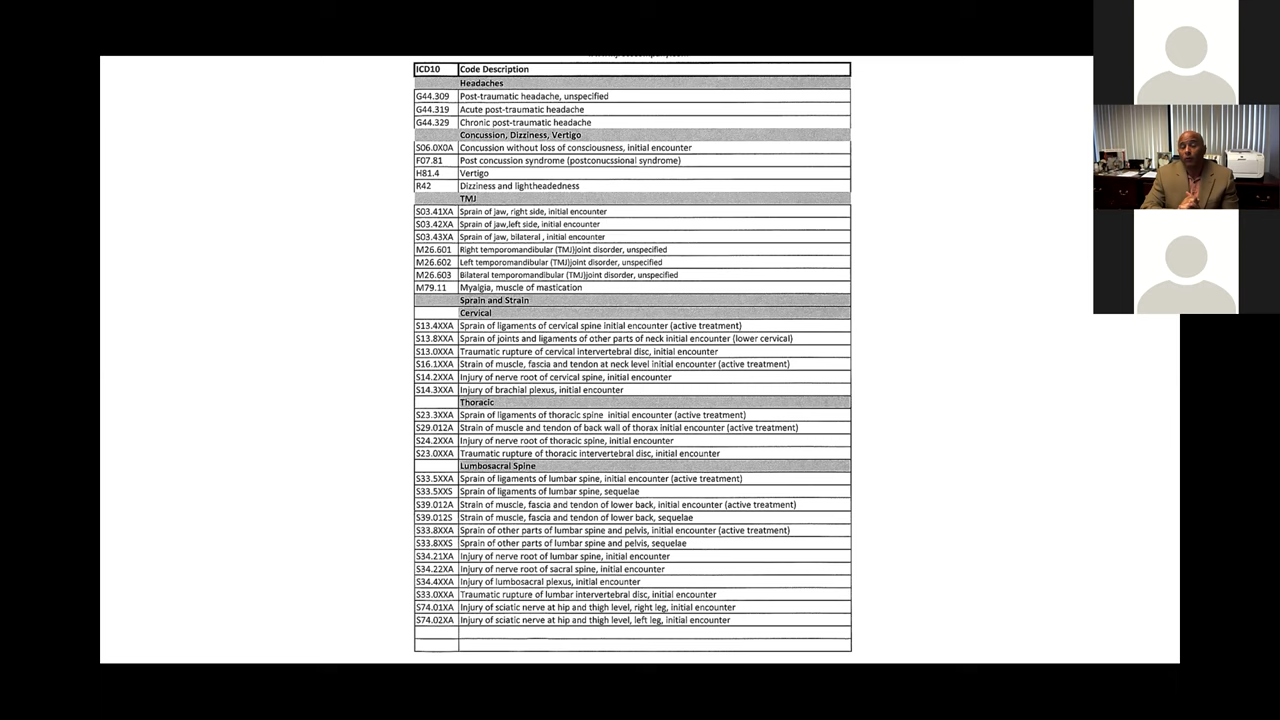 ICD10 Code Description
Headaches
G44.309 Post-traumatic headache, unspecified
G44.319 Acute post-traumatic headache
G44.329 Chronic post-traumatic headache
Concussion, Dizziness, Vertigo
S06.0X0A Concussion without loss of consciousness, initial encounter
F07.81 Post concussion syndrome (postconucssional syndrome)
H81.4 Vertigo
R42 Dizziness and lightheadedness
TMJ
S03.41XA Sprain of jaw, right side, initial encounter
S03.42XA Sprain of jaw,left side, initial encounter
S03.43XA Sprain of jaw, bilateral , initial encounter
M26.601 Right temporomandibular (TMJ)joint disorder, unspecified
M26.602 Left temporomandibular (TMJ)joint disorder, unspecified
M26.603 Bilateral temporomandibular (TMJ)joint disorder, unspecified
M79.11 Myalgia, muscle of mastication
Sprain and Strain
Cervical
S13.4XXA Sprain of ligaments of cervical spine initial encounter (active treatment)
S13.8XXA Sprain of joints and ligaments of other parts of neck initial encounter (lower cervical)
S13.0XXA Traumatic rupture of cervical intervertebral disc, initial encounter
S16.1XXA Strain of muscle, fascia and tendon at neck level initial encounter (active treatment)
S14.2XXA Injury of nerve root of cervical spine, initial encounter
S14.3XXA Injury of brachial plexus, initial encounter
Thoracic
S23.3XXA Sprain of ligaments of thoracic spine initial encounter (active treatment)
S29.012A Strain of muscle and tendon of back wall of thorax initial encounter (active treatment)
S24.2XXA Injury of nerve root of thoracic spine, initial encounter
S23.0XXA Traumatic rupture of thoracic intervertebral disc, initial encounter
Lumbosacral Spine
S33.5XXA Sprain of ligaments of lumbar spine, initial encounter (active treatment)
S33.5XXS Sprain of ligaments of lumbar spine, sequelae
S39.012A Strain of muscle, fascia and tendon of lower back, initial encounter (active treatment)
S39.012S Strain of muscle, fascia and tendon of lower back, sequelae
S33.8XXA Sprain of other parts of lumbar spine and pelvis, initial encounter (active treatment)
S33.8XXS Sprain of other parts of lumbar spine and pelvis, sequelae
S34.21XA Injury of nerve root of lumbar spine, initial encounter
S34.22XA Injury of nerve root of sacral spine, initial encounter
S34.4XXA Injury of lumbosacral plexus, initial encounter
S33.0XXA Traumatic rupture of lumbar intervertebral disc, initial encounter
S74.01XA Injury of sciatic nerve at hip and thigh level, right leg, initial encounter
S74.02XA Injury of sciatic nerve at hip and thigh level, left leg, initial encounter